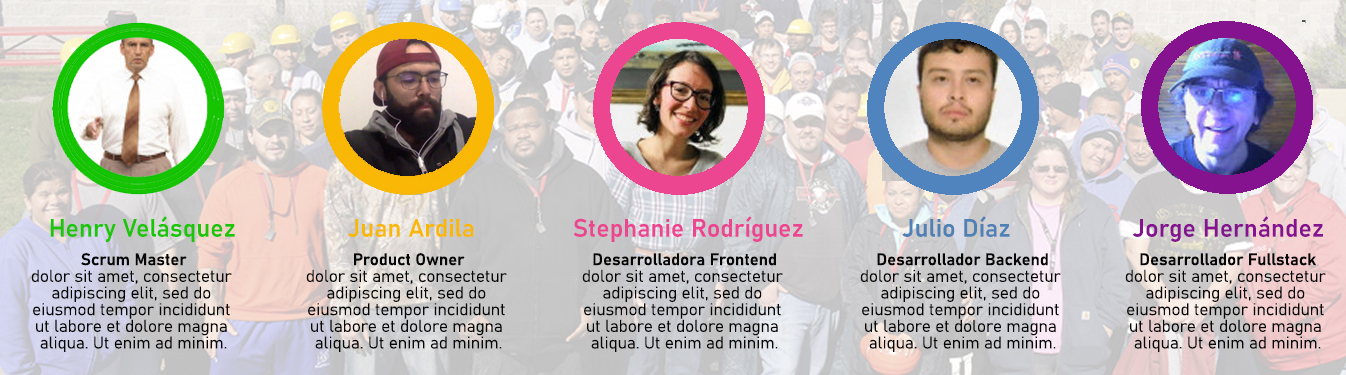 Henry Velásquez
Scrum Master
dolor sit amet, consectetur
adipiscing elit, sed do
eiusmod tempor incididunt
ut labore et dolore magna
aliqua. Ut enim ad minim.
Juan Ardila
Product Owner
dolor sit amet, consectetur
adipiscing elit, sed do
eiusmod tempor incididunt
ut labore et dolore magna
aliqua. Ut enim ad minim.
Stephanie Rodríguez
Desarrolladora Frontend
dolor sit amet, consectetur
adipiscing elit, sed do
eiusmod tempor incididunt
ut labore et dolore magna
aliqua. Ut enim ad minim.
Julio Díaz
Desarrollador Backend
dolor sit amet, consectetur
adipiscing elit, sed do
eiusmod tempor incididunt
ut labore et dolore magna
aliqua. Ut enim ad minim.
Jorge Hernández
Desarrollador Fullstack
dolor sit amet, consectetur
adipiscing elit, sed do
eiusmod tempor incididunt
ut labore et dolore magna
aliqua. Ut enim ad minim.